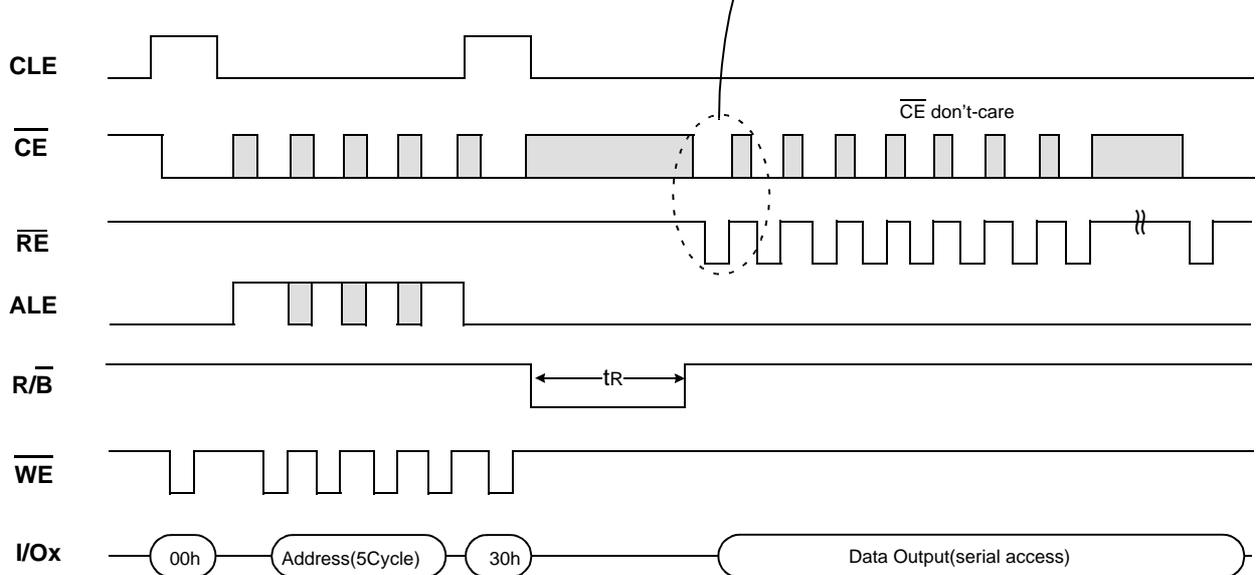 CLE
CE
CE don't-care
RE
ALE
R/B
tR
WE
I/Ox
00h
Address(5Cycle)
30h
Data Output(serial access)